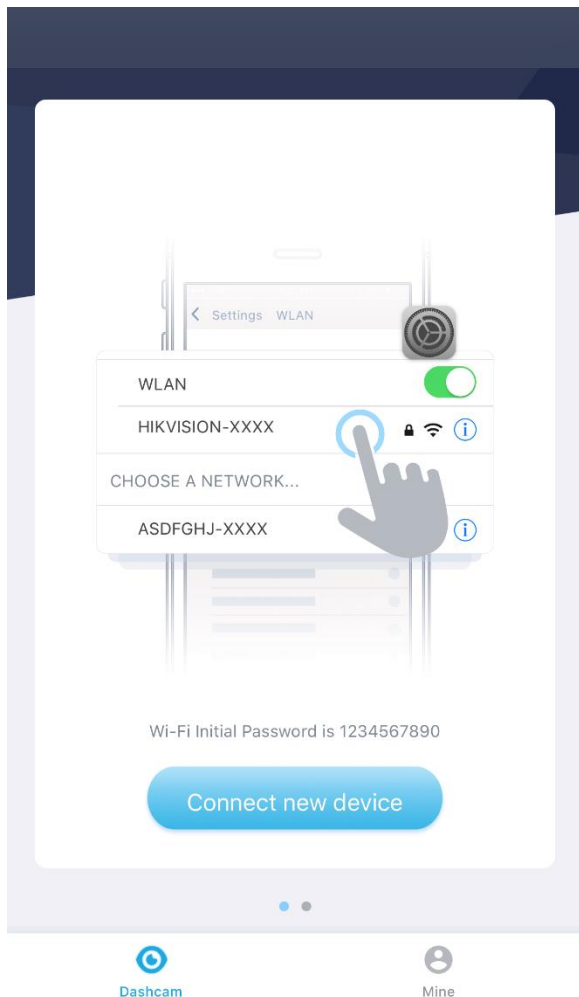 Settings WLAN
WLAN
HIKVISION-XXXX
CHOOSE A NETWORK...
ASDFGHJ-XXXX
Wi-Fi Initial Password is 1234567890
Connect new device
Dashcam
Mine